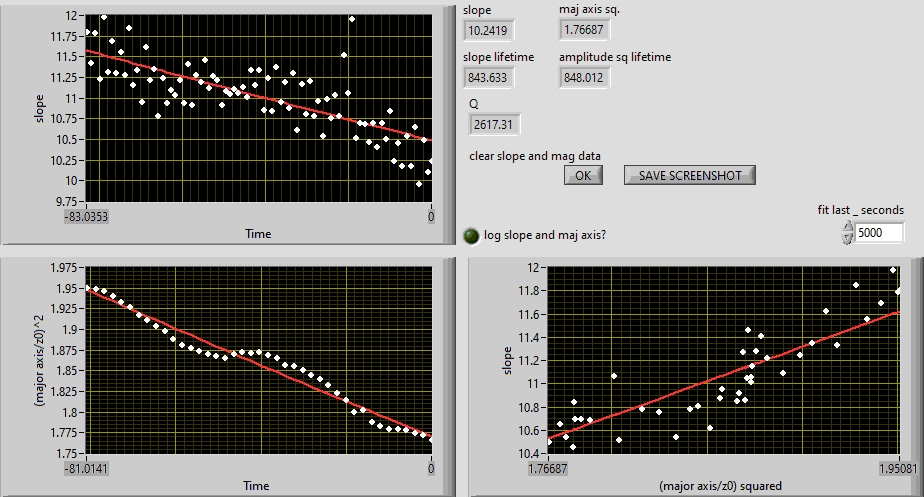 12
11.75
11.5
11.25
11
10.75
10.5
10.25
10
9.75
slope
-83.0353
0
Time
slope
maj axis sq.
10.2419
1.76687
slope lifetime
amplitude sq lifetime
843.633
848.012
Q
2617.31
clear slope and mag data
OK
SAVE SCREENSHOT
fit last _ seconds
log slope and maj axis?
5000
1.975
1.95
1.925
1.9
1.875
1.85
1.825
1.8
1.775
1.75
(major axis/z0)^2
-81.0141
0
Time
12
11.8
11.6
11.4
11.2
11
10.8
10.6
10.4
slope
1.76687
1.95081
(major axis/z0) squared